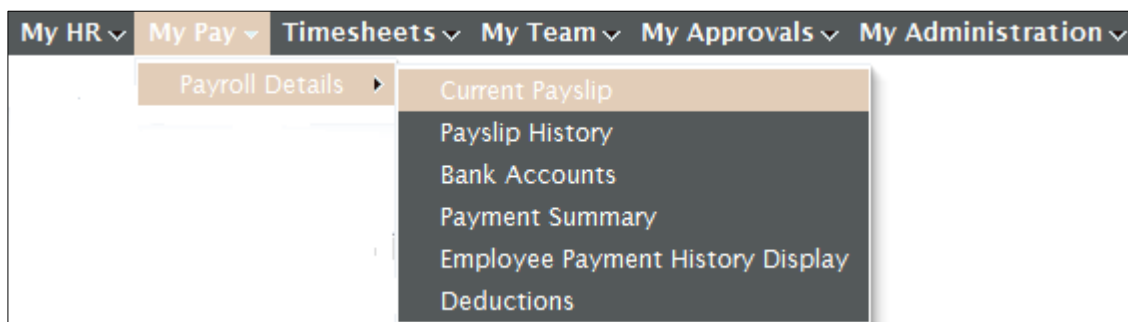 My HR My Pay Timesheets My Team My Approvals My Administration
Payroll Details
Current Payslip
Payslip History
Bank Accounts
Payment Summary
Employee Payment History Display
Deductions